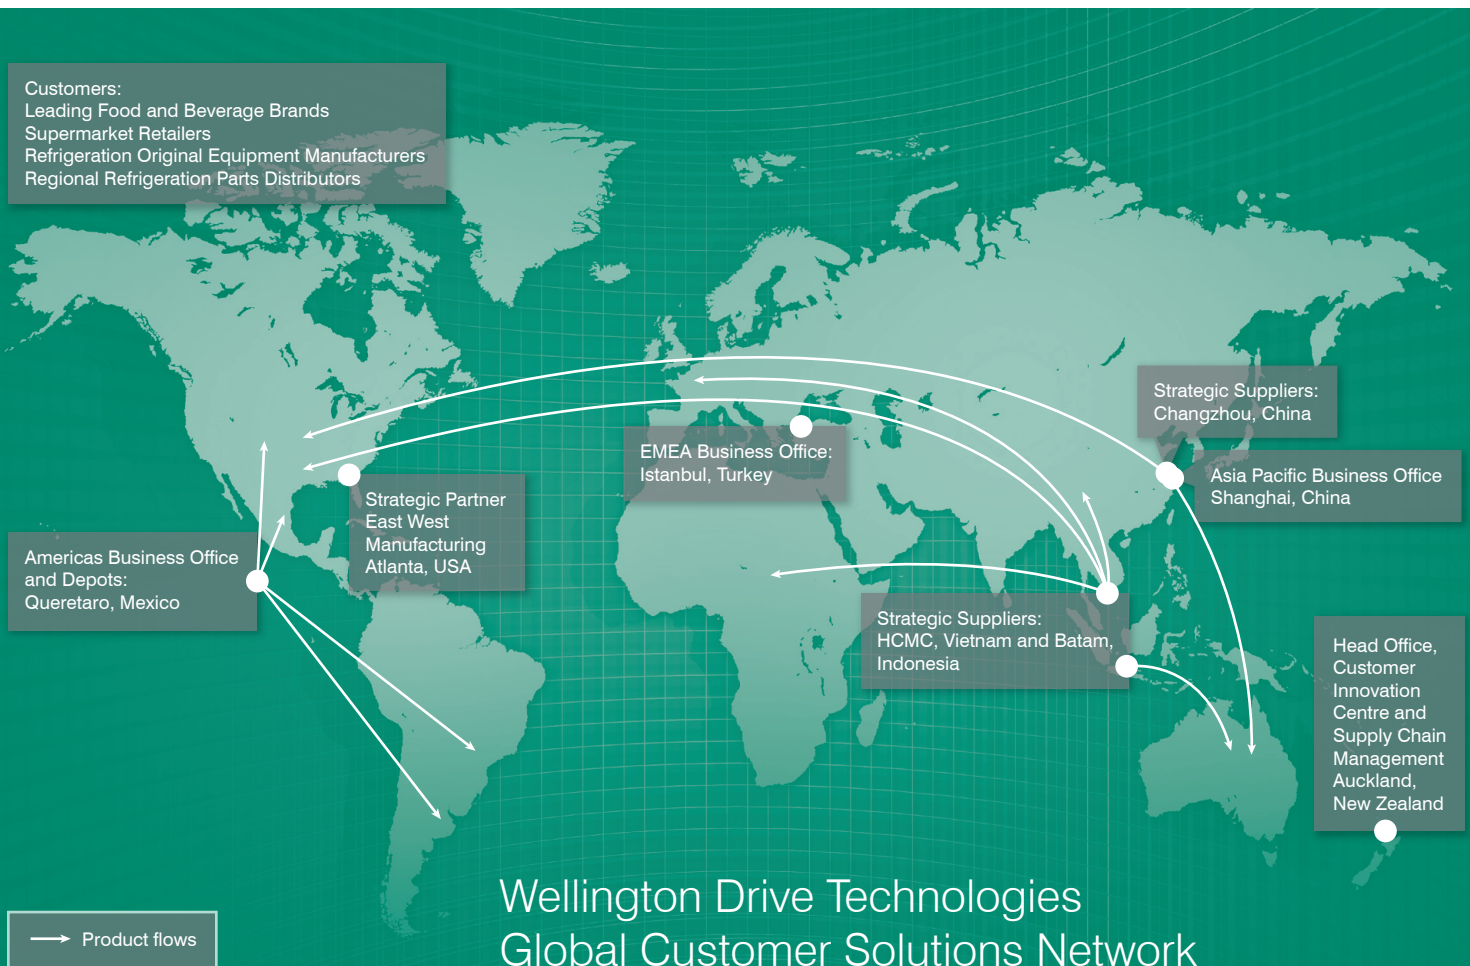 Customers:
Leading Food and Beverage Brands
Supermarket Retailers
Refrigeration Original Equipment Manufacturers
Regional Refrigeration Parts Distributors
Strategic Suppliers:
Changzhou, China
EMEA Business Office:
Istanbul, Turkey
Asia Pacific Business Office
Shanghai, China
Strategic Partner
East West
Manufacturing
Atlanta, USA
Americas Business Office
and Depots:
Queretaro, Mexico
Strategic Suppliers:
HCMC, Vietnam and Batam,
Indonesia
Head Office,
Customer
Innovation
Centre and
Supply Chain
Management
Auckland,
New Zealand
Wellington Drive Technologies
Global Customer Solutions Network
Product flows